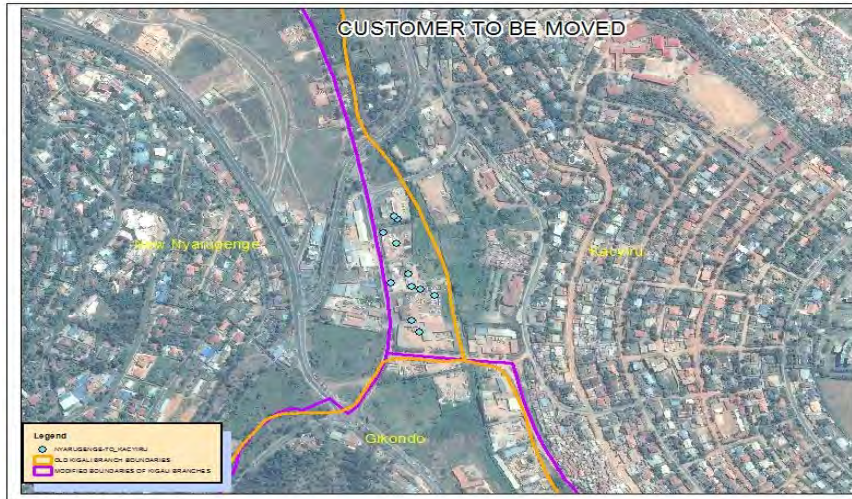 CUSTOMER TO BE MOVED
New Nyarugenge
Kacyiru
Gikondo
Legend
NYARUGENGE-TO_KACYIRU
OLD KIGALI BRANCH BOUNDARIES
MODIFIED BOUNDARIES OF KIGALI BRANCHES